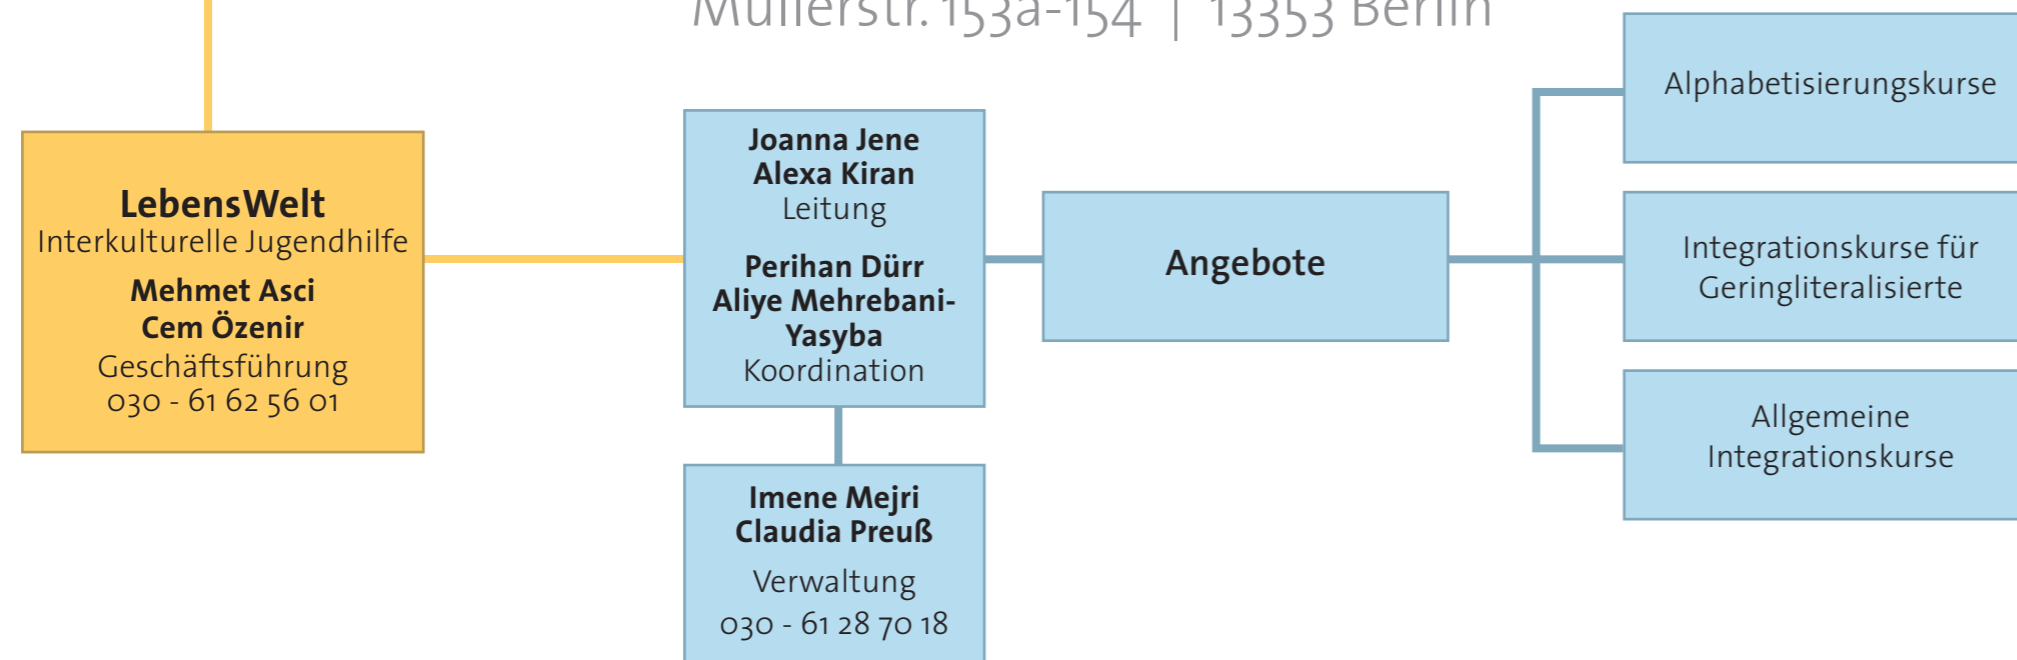 Müllerstr. 153a-154 | 13353 Berlin
LebensWelt
Interkulturelle Jugendhilfe
Mehmet Asci
Cem Özenir
Geschäftsführung
030 - 61 62 56 01
Joanna Jene
Alexa Kiran
Leitung
Perihan Dürr
Aliye Mehrebani-
Yasyba
Koordination
Imene Mejri
Claudia Preuß
Verwaltung
030 - 61 28 70 18
Angebote
Alphabetisierungskurse
Integrationskurse für
Geringliteralisierte
Allgemeine
Integrationskurse